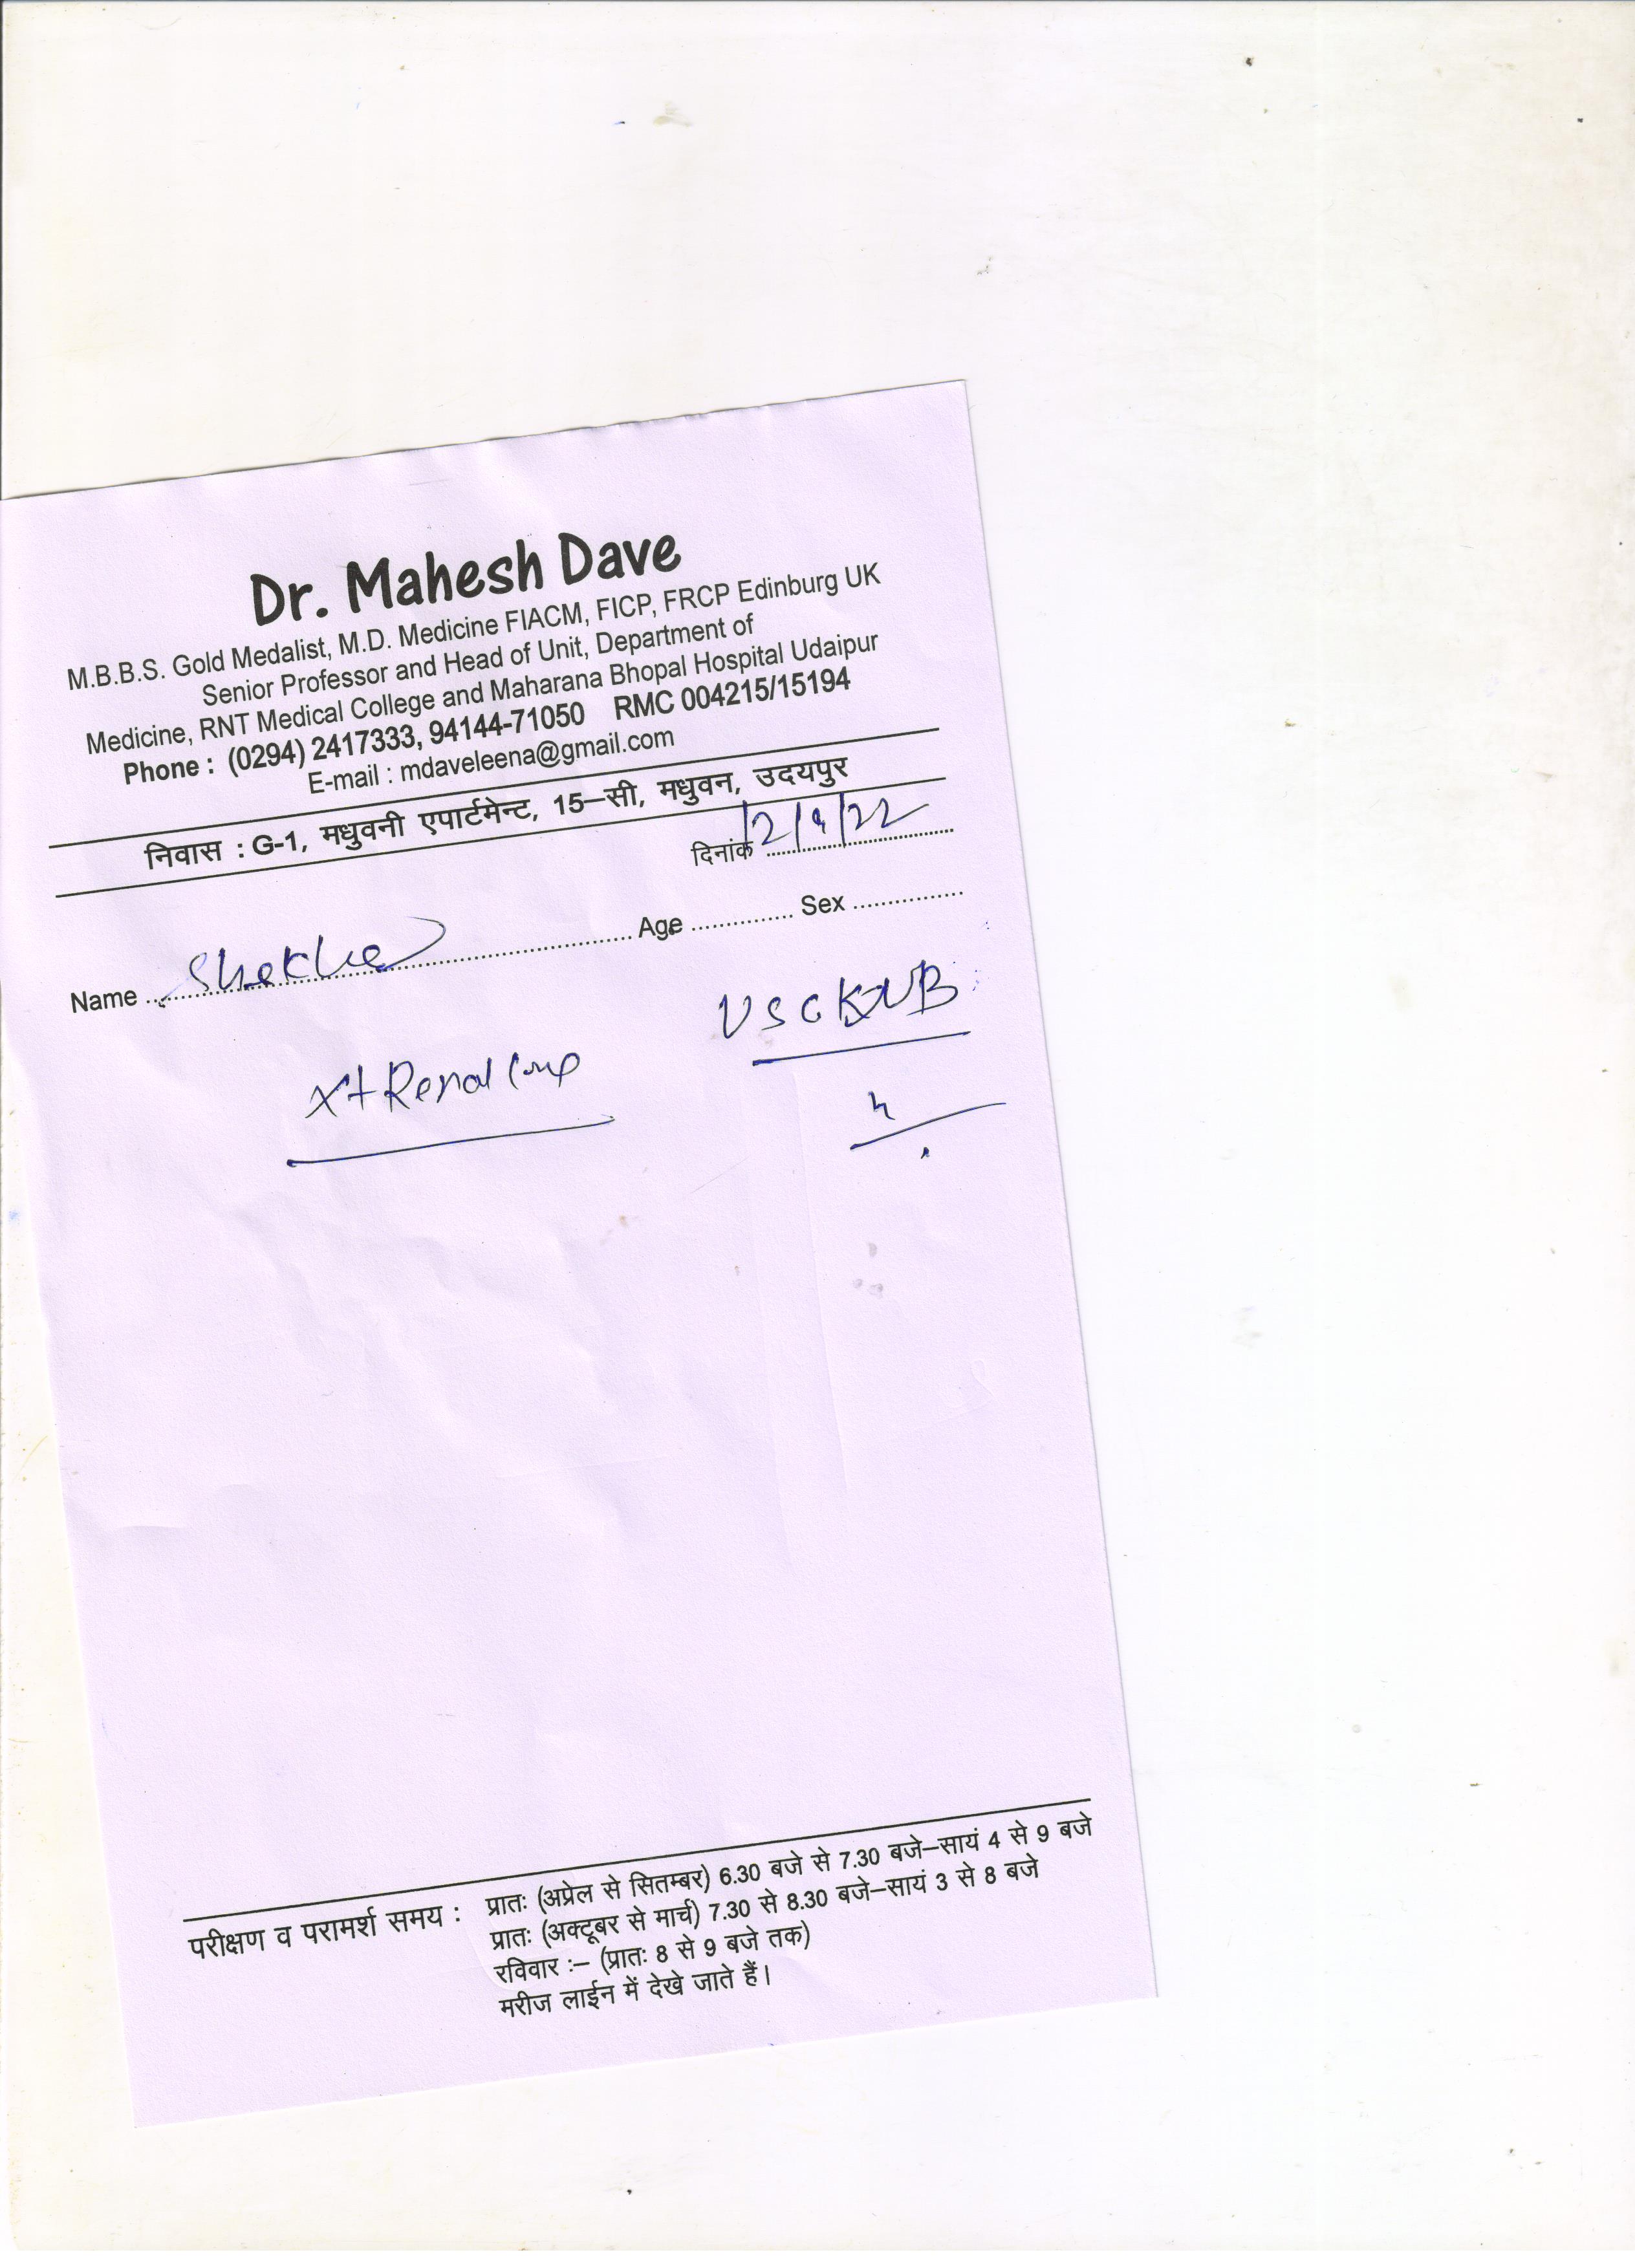 Dr. Mahesh Dave
M.B.B.S. Gold Medalist, M.D. Medicine FIACM, FICP, FRCP Edinburg UK
Senior Professor and Head of Unit, Department of
Medicine, RNT Medical College and Maharana Bhopal Hospital Udaipur
Phone : (0294) 2417333, 94144-71050 RMC 004215/15194
E-mail : mdaveleena@gmail.com
निवास : G-1, मधुवनी एपार्टमेन्ट, 15–सी, मधुवन, उदयपुर
दिनांक 12/9/22
Name Age Sex
USG KUB
Renal
परीक्षण व परामर्श समय : प्रातः (अप्रेल से सितम्बर) 6.30 बजे से 7.30 बजे–सायं 4 से 9 बजे
प्रातः (अक्टूबर से मार्च) 7.30 से 8.30 बजे–सायं 3 से 8 बजे
रविवार :– (प्रातः 8 से 9 बजे तक)
मरीज लाईन में देखे जाते हैं।